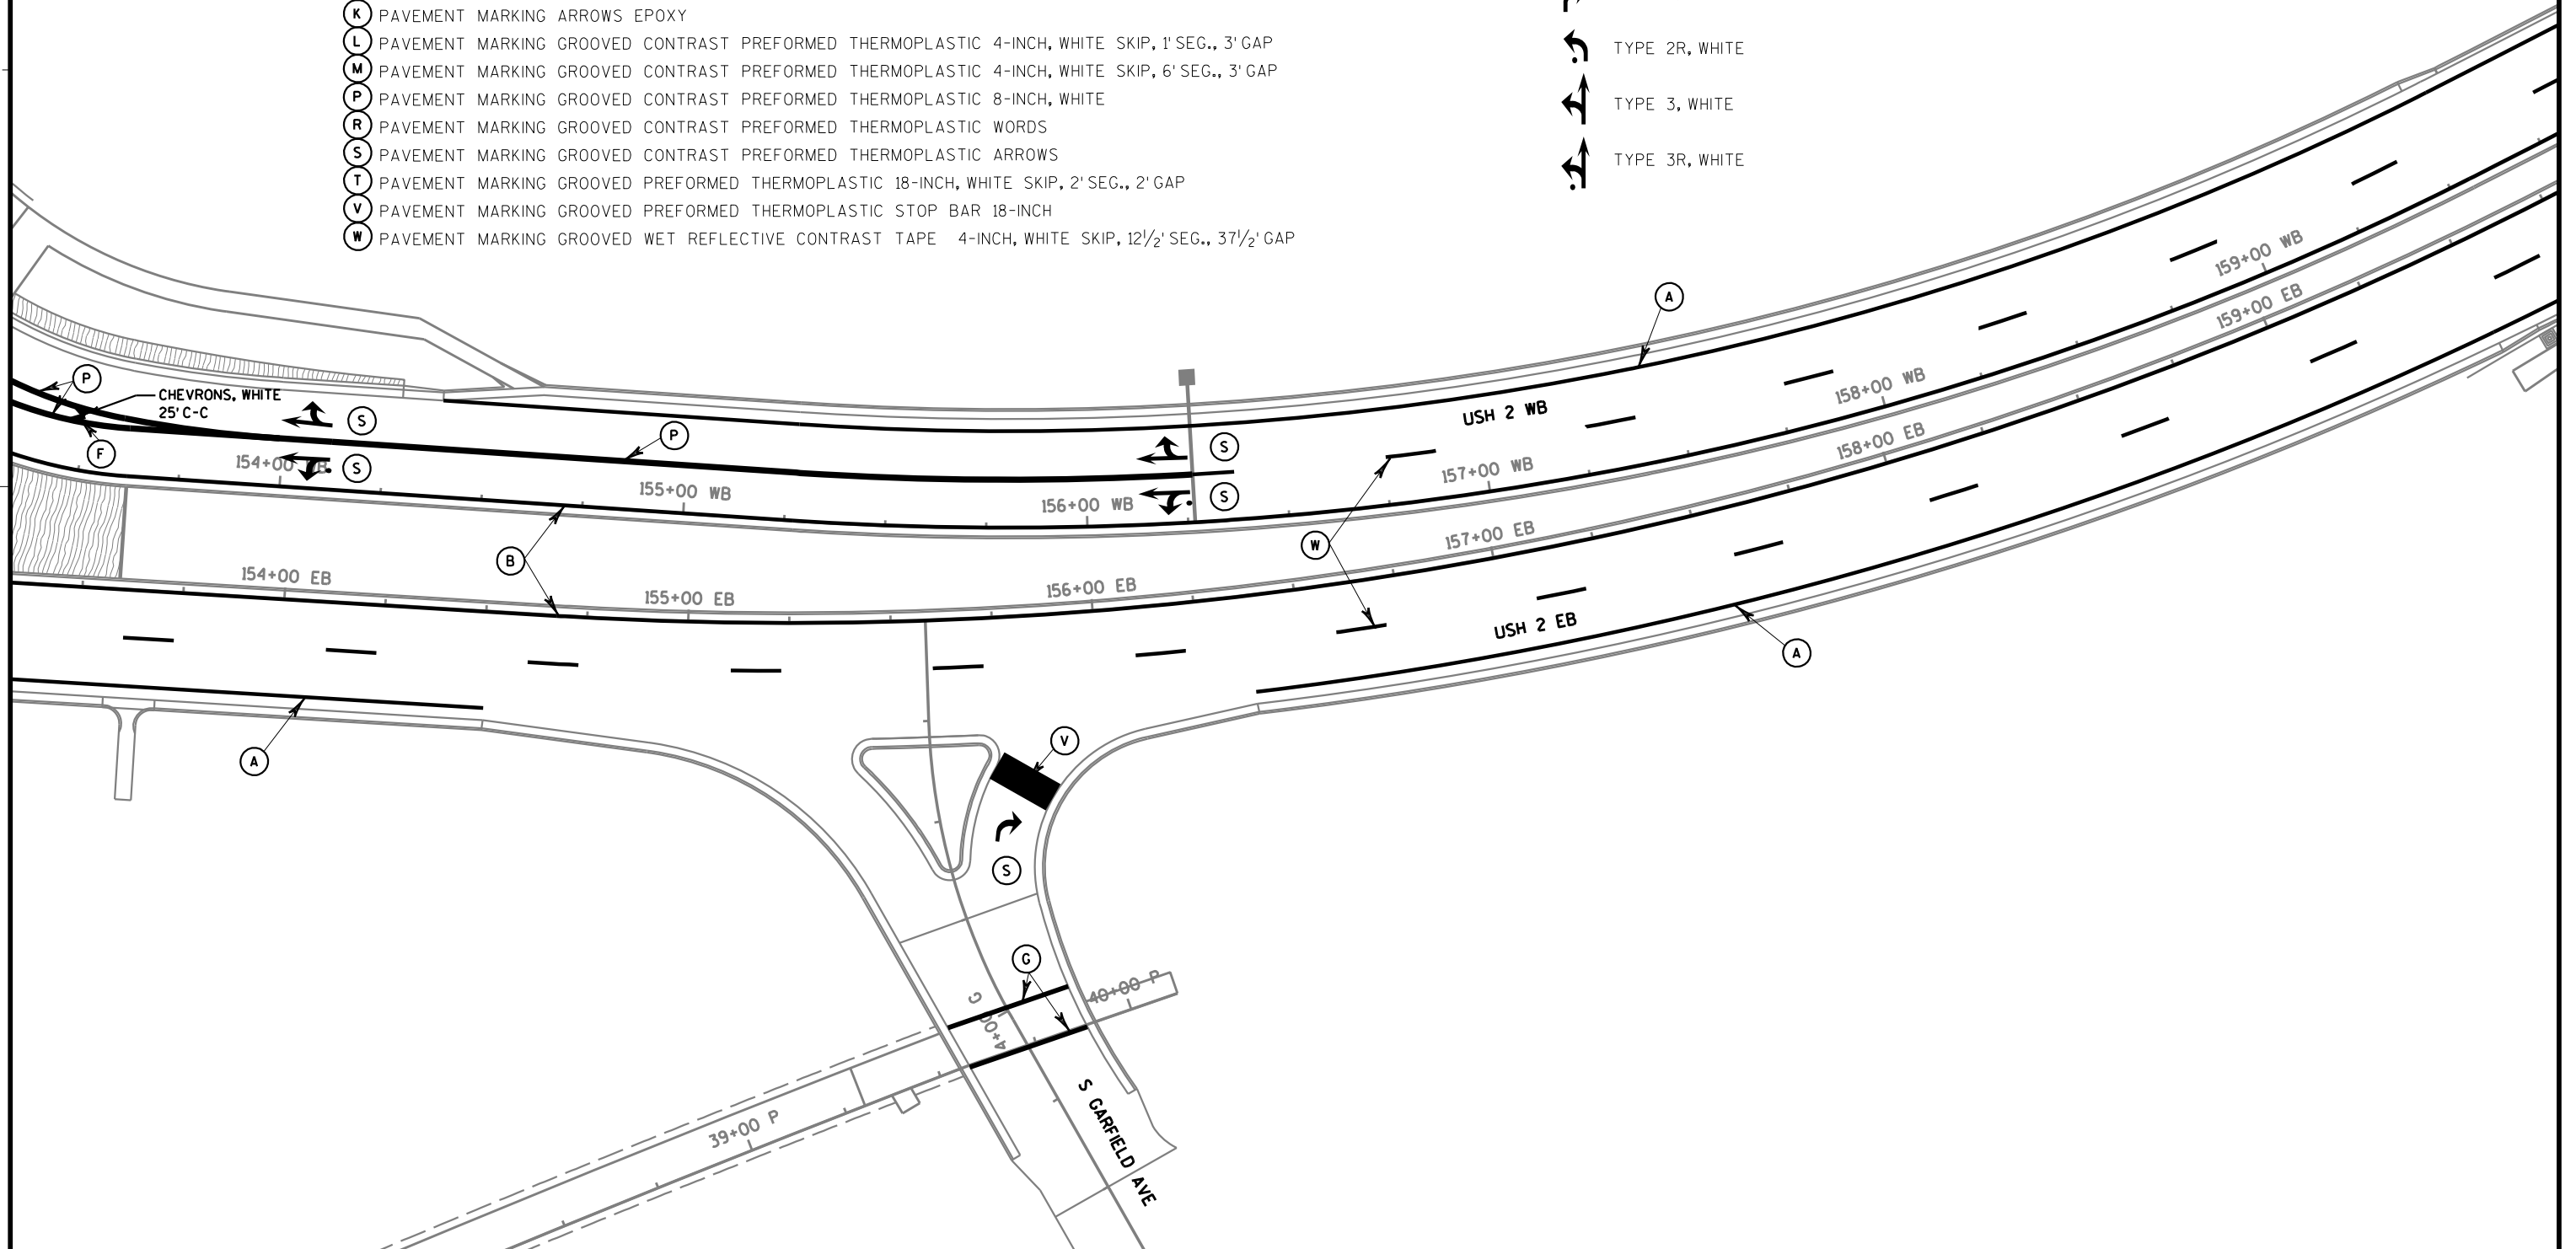 K PAVEMENT MARKING ARROWS EPOXY
L PAVEMENT MARKING GROOVED CONTRAST PREFORMED THERMOPLASTIC 4-INCH, WHITE SKIP, 1' SEG., 3' GAP
M PAVEMENT MARKING GROOVED CONTRAST PREFORMED THERMOPLASTIC 4-INCH, WHITE SKIP, 6' SEG., 3' GAP
P PAVEMENT MARKING GROOVED CONTRAST PREFORMED THERMOPLASTIC 8-INCH, WHITE
R PAVEMENT MARKING GROOVED CONTRAST PREFORMED THERMOPLASTIC WORDS
S PAVEMENT MARKING GROOVED CONTRAST PREFORMED THERMOPLASTIC ARROWS
T PAVEMENT MARKING GROOVED PREFORMED THERMOPLASTIC 18-INCH, WHITE SKIP, 2' SEG., 2' GAP
V PAVEMENT MARKING GROOVED PREFORMED THERMOPLASTIC STOP BAR 18-INCH
W PAVEMENT MARKING GROOVED WET REFLECTIVE CONTRAST TAPE 4-INCH, WHITE SKIP, 12½' SEG., 37½' GAP
TYPE 2R, WHITE
TYPE 3, WHITE
TYPE 3R, WHITE
159+00 WB
159+00 EB
A
P
CHEVRONS, WHITE
25' C-C
F
S
S
P
S
S
USH 2 WB
158+00 WB
158+00 EB
154+00 WB
155+00 WB
156+00 WB
157+00 WB
157+00 EB
W
B
154+00 EB
155+00 EB
156+00 EB
USH 2 EB
A
A
V
S
G
40+00 P
4+00 G
39+00 P
S GARFIELD AVE